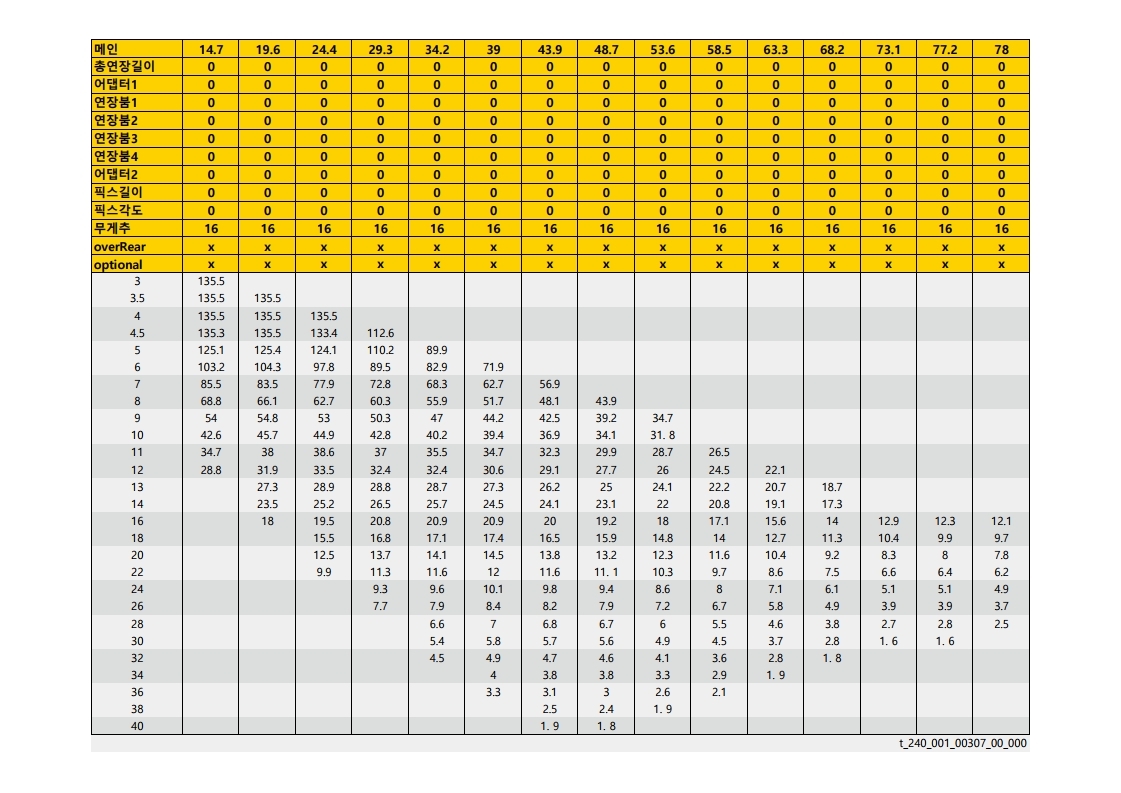 메인 14.7 19.6 24.4 29.3 34.2 39 43.9 48.7 53.6 58.5 63.3 68.2 73.1 77.2 78
총연장길이 0 0 0 0 0 0 0 0 0 0 0 0 0 0 0
어댑터1 0 0 0 0 0 0 0 0 0 0 0 0 0 0 0
연장붐1 0 0 0 0 0 0 0 0 0 0 0 0 0 0 0
연장붐2 0 0 0 0 0 0 0 0 0 0 0 0 0 0 0
연장붐3 0 0 0 0 0 0 0 0 0 0 0 0 0 0 0
연장붐4 0 0 0 0 0 0 0 0 0 0 0 0 0 0 0
어댑터2 0 0 0 0 0 0 0 0 0 0 0 0 0 0 0
픽스길이 0 0 0 0 0 0 0 0 0 0 0 0 0 0 0
픽스각도 0 0 0 0 0 0 0 0 0 0 0 0 0 0 0
무게추 16 16 16 16 16 16 16 16 16 16 16 16 16 16 16
overRear x x x x x x x x x x x x x x x
optional x x x x x x x x x x x x x x x
3 135.5
3.5 135.5 135.5
4 135.5 135.5 135.5
4.5 135.3 135.5 133.4 112.6
5 125.1 125.4 124.1 110.2 89.9
6 103.2 104.3 97.8 89.5 82.9 71.9
7 85.5 83.5 77.9 72.8 68.3 62.7 56.9
8 68.8 66.1 62.7 60.3 55.9 51.7 48.1 43.9
9 54 54.8 53 50.3 47 44.2 42.5 39.2 34.7
10 42.6 45.7 44.9 42.8 40.2 39.4 36.9 34.1 31. 8
11 34.7 38 38.6 37 35.5 34.7 32.3 29.9 28.7 26.5
12 28.8 31.9 33.5 32.4 32.4 30.6 29.1 27.7 26 24.5 22.1
13 27.3 28.9 28.8 28.7 27.3 26.2 25 24.1 22.2 20.7 18.7
14 23.5 25.2 26.5 25.7 24.5 24.1 23.1 22 20.8 19.1 17.3
16 18 19.5 20.8 20.9 20.9 20 19.2 18 17.1 15.6 14 12.9 12.3 12.1
18 15.5 16.8 17.1 17.4 16.5 15.9 14.8 14 12.7 11.3 10.4 9.9 9.7
20 12.5 13.7 14.1 14.5 13.8 13.2 12.3 11.6 10.4 9.2 8.3 8 7.8
22 9.9 11.3 11.6 12 11.6 11. 1 10.3 9.7 8.6 7.5 6.6 6.4 6.2
24 9.3 9.6 10.1 9.8 9.4 8.6 8 7.1 6.1 5.1 5.1 4.9
26 7.7 7.9 8.4 8.2 7.9 7.2 6.7 5.8 4.9 3.9 3.9 3.7
28 6.6 7 6.8 6.7 6 5.5 4.6 3.8 2.7 2.8 2.5
30 5.4 5.8 5.7 5.6 4.9 4.5 3.7 2.8 1. 6 1. 6
32 4.5 4.9 4.7 4.6 4.1 3.6 2.8 1. 8
34 4 3.8 3.8 3.3 2.9 1. 9
36 3.3 3.1 3 2.6 2.1
38 2.5 2.4 1. 9
40 1. 9 1. 8
t_240_001_00307_00_000